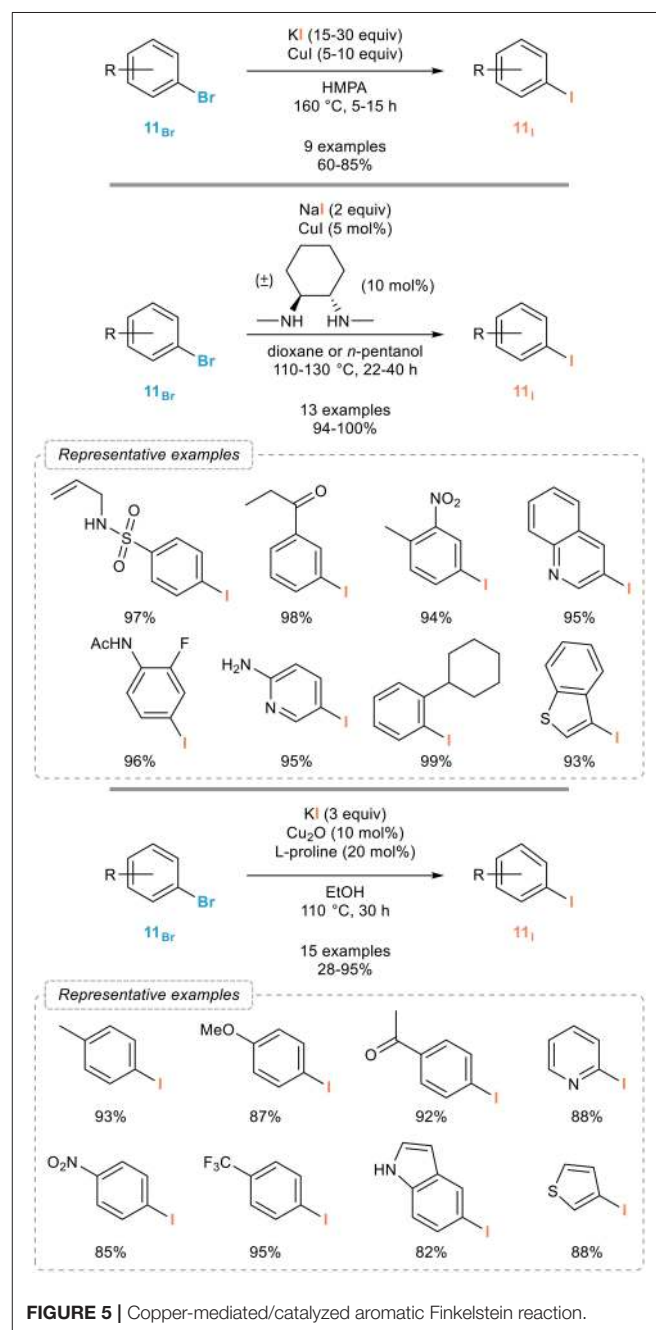 KI (15-30 equiv)
CuI (5-10 equiv)
HMPA
160 °C, 5-15 h
R
Br
11Br
R
I
11I
9 examples
60-85%
NaI (2 equiv)
CuI (5 mol%)
(±)
(10 mol%)
NH HN
R
Br
11Br
dioxane or n-pentanol
110-130 °C, 22-40 h
R
I
11I
13 examples
94-100%
Representative examples
HN
S
O
O
I
97%
O
I
98%
NO2
I
94%
N
I
95%
AcHN
F
I
96%
H2N
N
I
95%
I
99%
S
I
93%
KI (3 equiv)
Cu2O (10 mol%)
L-proline (20 mol%)
R
Br
11Br
EtOH
110 °C, 30 h
R
I
11I
15 examples
28-95%
Representative examples
I
93%
MeO
I
87%
O
I
92%
N
I
88%
O2N
I
85%
F3C
I
95%
HN
I
82%
S
I
88%
FIGURE 5 | Copper-mediated/catalyzed aromatic Finkelstein reaction.